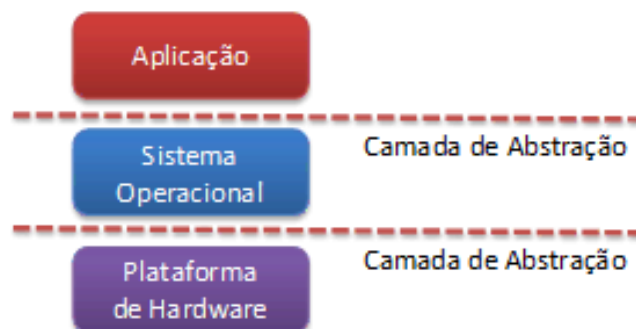 Aplicação
Sistema
Operacional
Camada de Abstração
Plataforma
de Hardware
Camada de Abstração